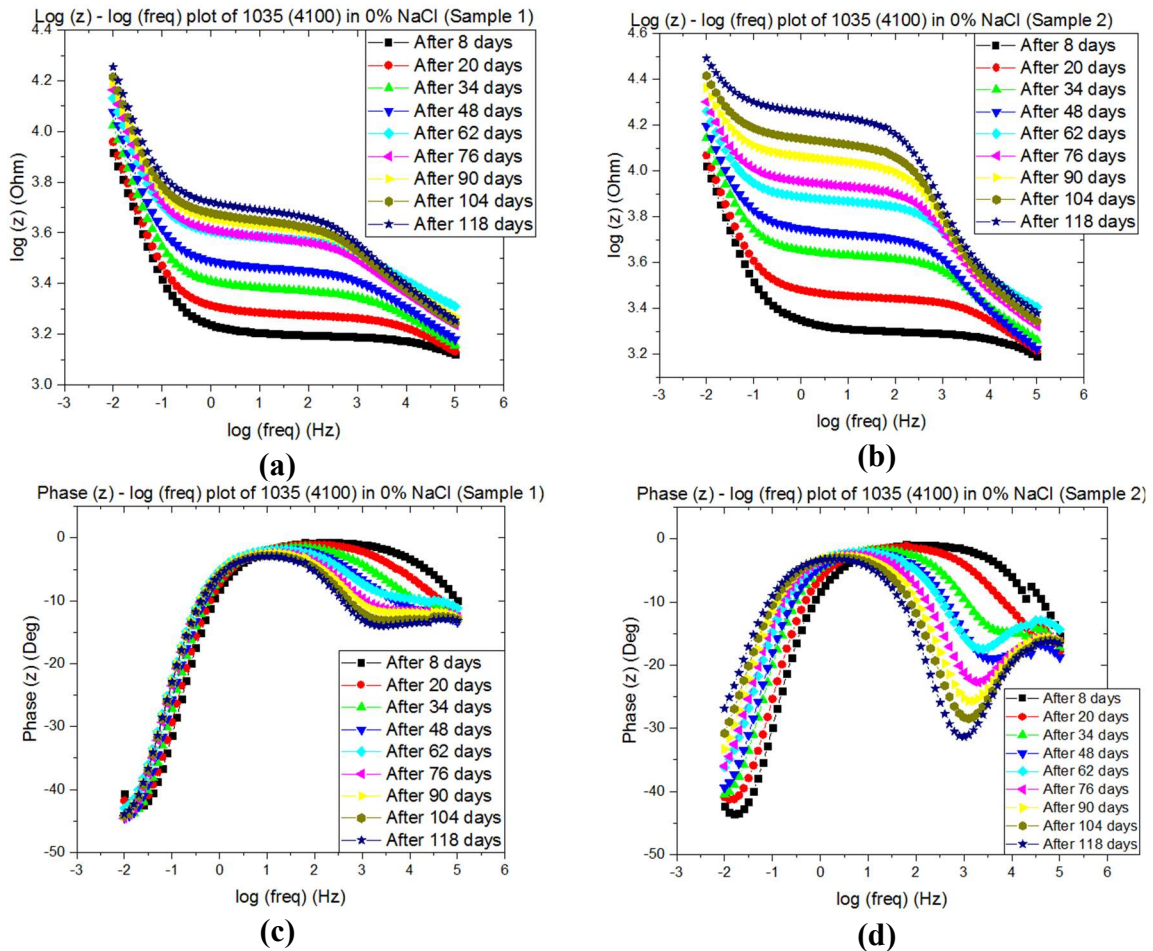 Log (z) - log (freq) plot of 1035 (4100) in 0% NaCl (Sample 1)
4.4
4.2
4.0
3.8
3.6
3.4
3.2
3.0
log (z) (Ohm)
After 8 days
After 20 days
After 34 days
After 48 days
After 62 days
After 76 days
After 90 days
After 104 days
After 118 days
-3 -2 -1 0 1 2 3 4 5 6
log (freq) (Hz)
(a)
Log (z) - log (freq) plot of 1035 (4100) in 0% NaCl (Sample 2)
4.6
4.4
4.2
4.0
3.8
3.6
3.4
3.2
log (z) (Ohm)
After 8 days
After 20 days
After 34 days
After 48 days
After 62 days
After 76 days
After 90 days
After 104 days
After 118 days
-3 -2 -1 0 1 2 3 4 5 6
log (freq) (Hz)
(b)
Phase (z) - log (freq) plot of 1035 (4100) in 0% NaCl (Sample 1)
0
-10
-20
-30
-40
-50
Phase (z) (Deg)
After 8 days
After 20 days
After 34 days
After 48 days
After 62 days
After 76 days
After 90 days
After 104 days
After 118 days
-3 -2 -1 0 1 2 3 4 5 6
log (freq) (Hz)
(c)
Phase (z) - log (freq) plot of 1035 (4100) in 0% NaCl (Sample 2)
0
-10
-20
-30
-40
-50
Phase (z) (Deg)
After 8 days
After 20 days
After 34 days
After 48 days
After 62 days
After 76 days
After 90 days
After 104 days
After 118 days
-3 -2 -1 0 1 2 3 4 5 6
log (freq) (Hz)
(d)